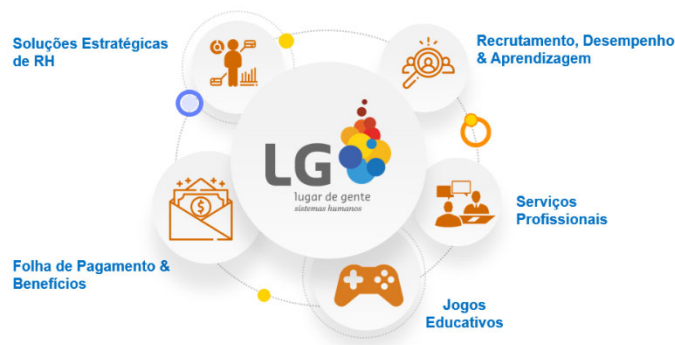 Soluções Estratégicas
de RH
Recrutamento, Desempenho
& Aprendizagem
LG
lugar de gente
sistemas humanos
Serviços
Profissionais
Folha de Pagamento &
Benefícios
Jogos
Educativos